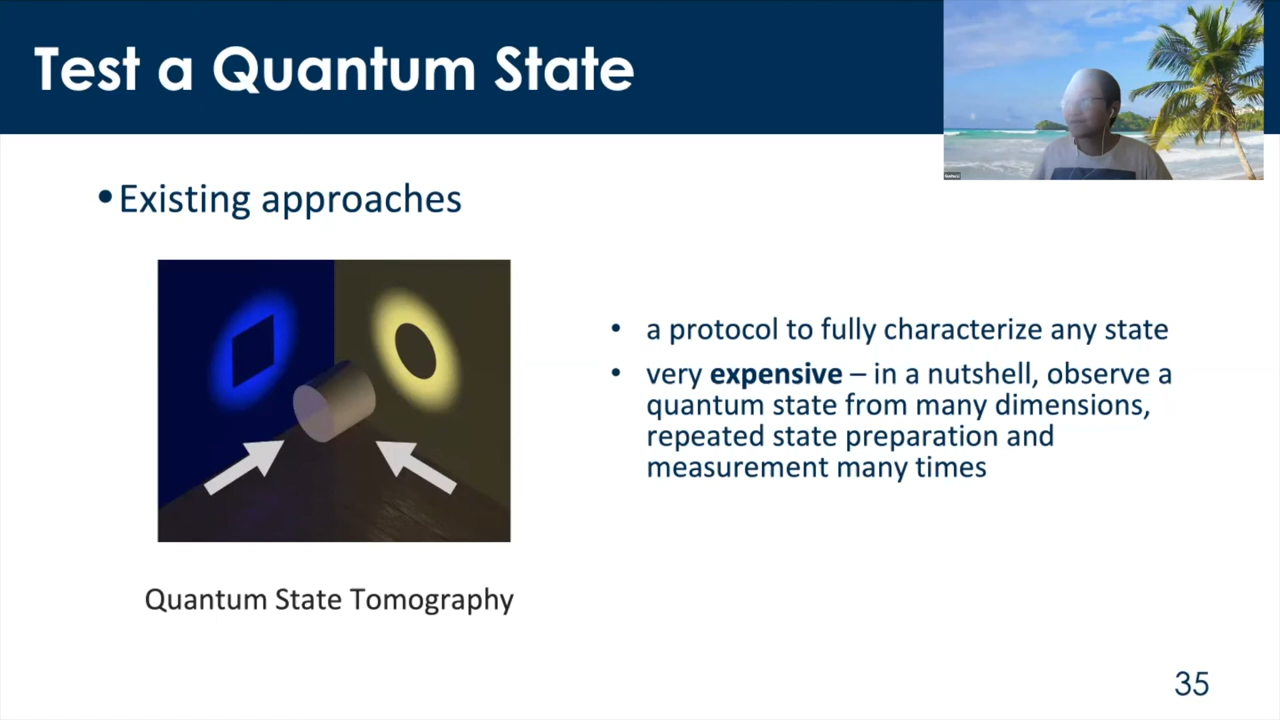 Test a Quantum State
•Existing approaches
• a protocol to fully characterize any state
• very expensive – in a nutshell, observe a
quantum state from many dimensions,
repeated state preparation and
measurement many times
Quantum State Tomography
35